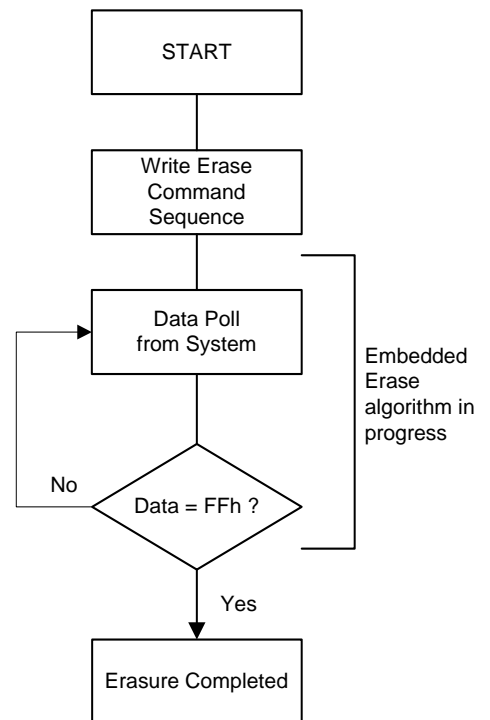 START
Write Erase
Command
Sequence
Data Poll
from System
Embedded
Erase
algorithm in
progress
No
Data = FFh ?
Yes
Erasure Completed